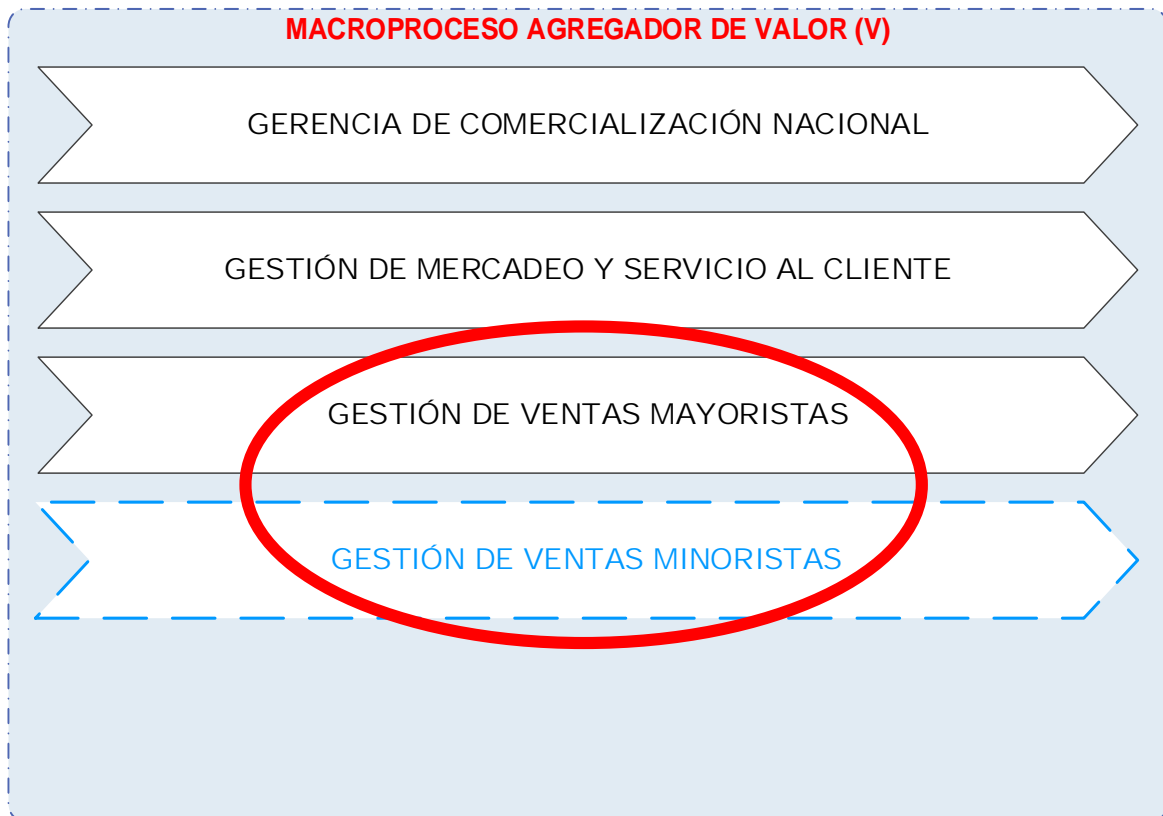 MACROPROCESO AGREGADOR DE VALOR (V)
GERENCIA DE COMERCIALIZACIÓN NACIONAL
GESTIÓN DE MERCADEO Y SERVICIO AL CLIENTE
GESTIÓN DE VENTAS MAYORISTAS
GESTIÓN DE VENTAS MINORISTAS